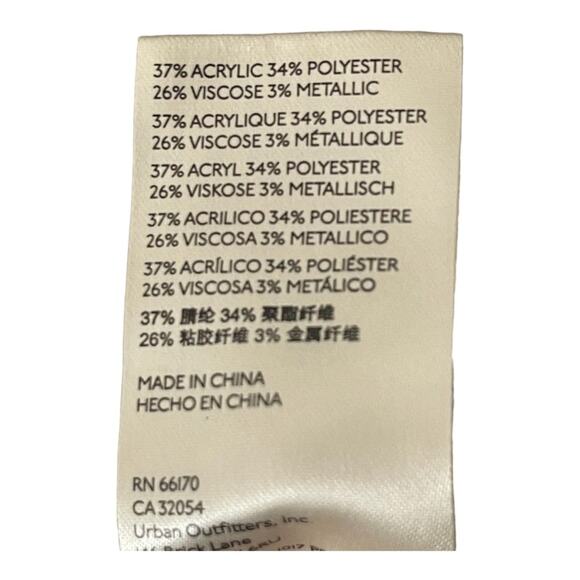 37% ACRYLIC 34% POLYESTER
26% VISCOSE 3% METALLIC
37% ACRYLIQUE 34% POLYESTER
26% VISCOSE 3% MÉTALLIQUE
37% ACRYL 34% POLYESTER
26% VISKOSE 3% METALLISCH
37% ACRILICO 34% POLIESTERE
26% VISCOSA 3% METALLICO
37% ACRÍLICO 34% POLIÉSTER
26% VISCOSA 3% METÁLICO
37% 腈纶 34% 聚酯纤维
26% 粘胶纤维 3% 金属纤维
MADE IN CHINA
HECHO EN CHINA
RN 66170
CA 32054
Urban Outfitters, Inc
Brick Lane